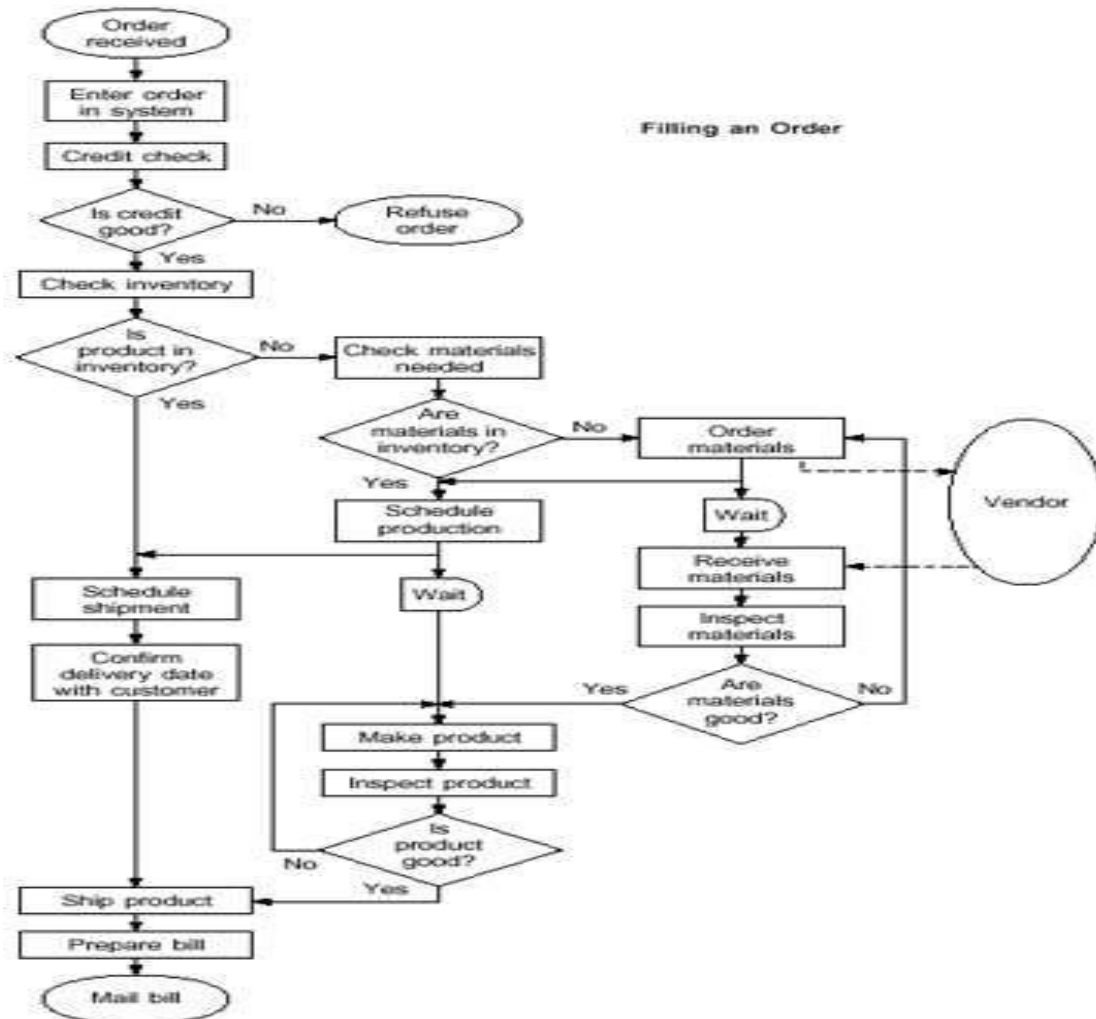 Order
received
Enter order
in system
Filling an Order
Credit check
Is credit
good?
No
Refuse
order
Yes
Check inventory
Is
product in
inventory?
No
Check materials
needed
Yes
Are
materials in
inventory?
No
Order
materials
Yes
Schedule
production
Wait
Vendor
Receive
materials
Schedule
shipment
Wait
Inspect
materials
Confirm
delivery date
with customer
Yes
Are
materials
good?
No
Make product
Inspect product
Is
product
good?
No
Yes
Ship product
Prepare bill
Mail bill